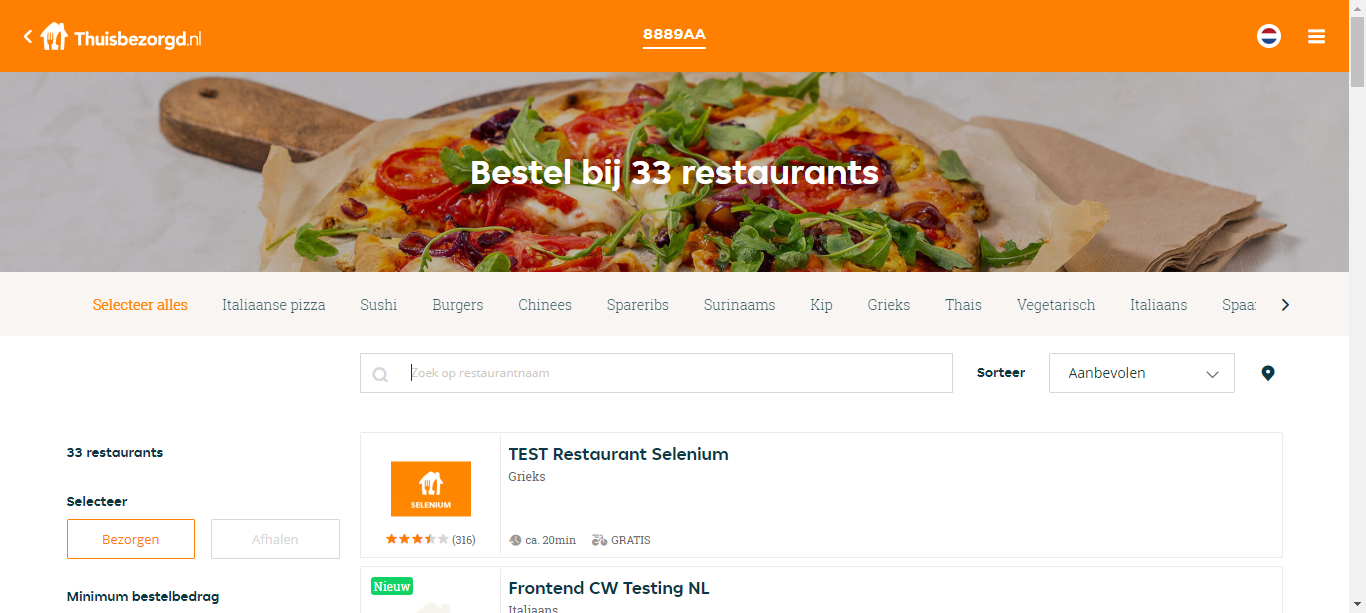 Thuisbezorgd.nl
8889AA
Bestel bij 33 restaurants
Selecteer alles Italiaanse pizza Sushi Burgers Chinees Spareribs Surinaams Kip Grieks Thais Vegetarisch Italiaans Spaa
Zoek op restaurantnaam
Sorteer
Aanbevolen
33 restaurants
Selecteer
Bezorgen
Afhalen
Minimum bestelbedrag
SELENIUM
(316)
TEST Restaurant Selenium
Grieks
ca. 20min
GRATIS
Nieuw
Frontend CW Testing NL
Italiaans